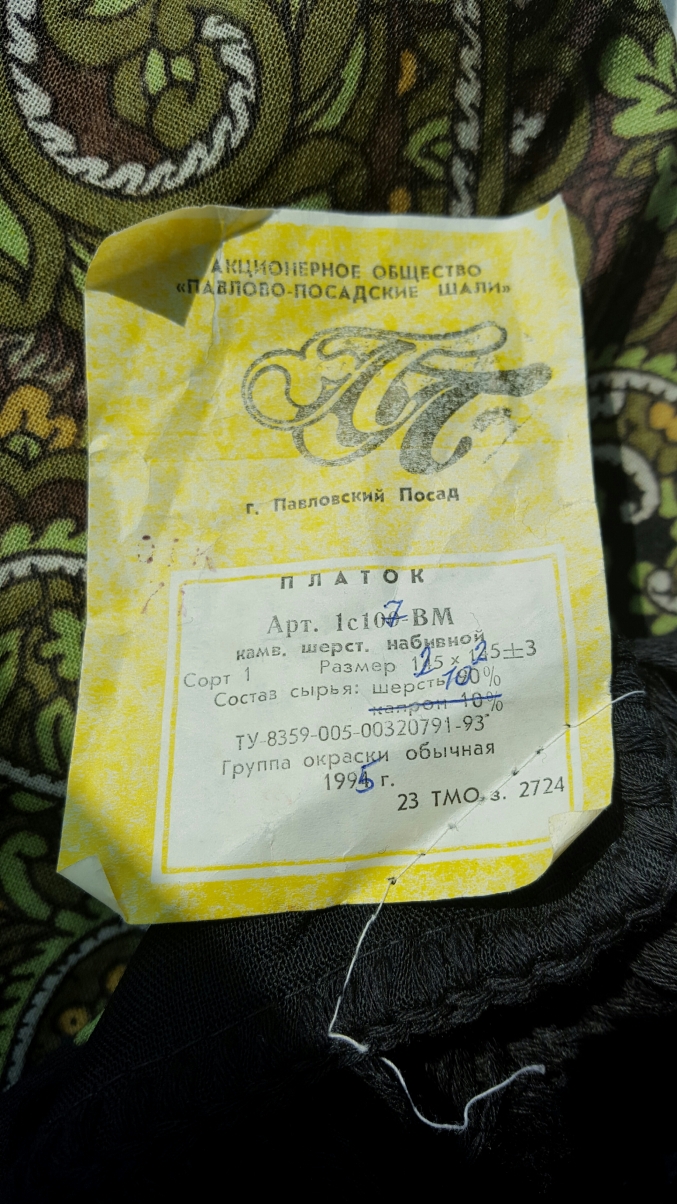 АКЦИОНЕРНОЕ ОБЩЕСТВО
«ПАВЛОВО-ПОСАДСКИЕ ШАЛИ»
г. Павловский Посад
ПЛАТОК
Арт. 1с107-ВМ
камв. шерст. набивной
Сорт 1 Размер 125 х 125±3
Состав сырья: шерсть 100%
капрон 10%
ТУ-8359-005-00320791-93
Группа окраски обычная
1995 г.
23 ТМО з. 2724